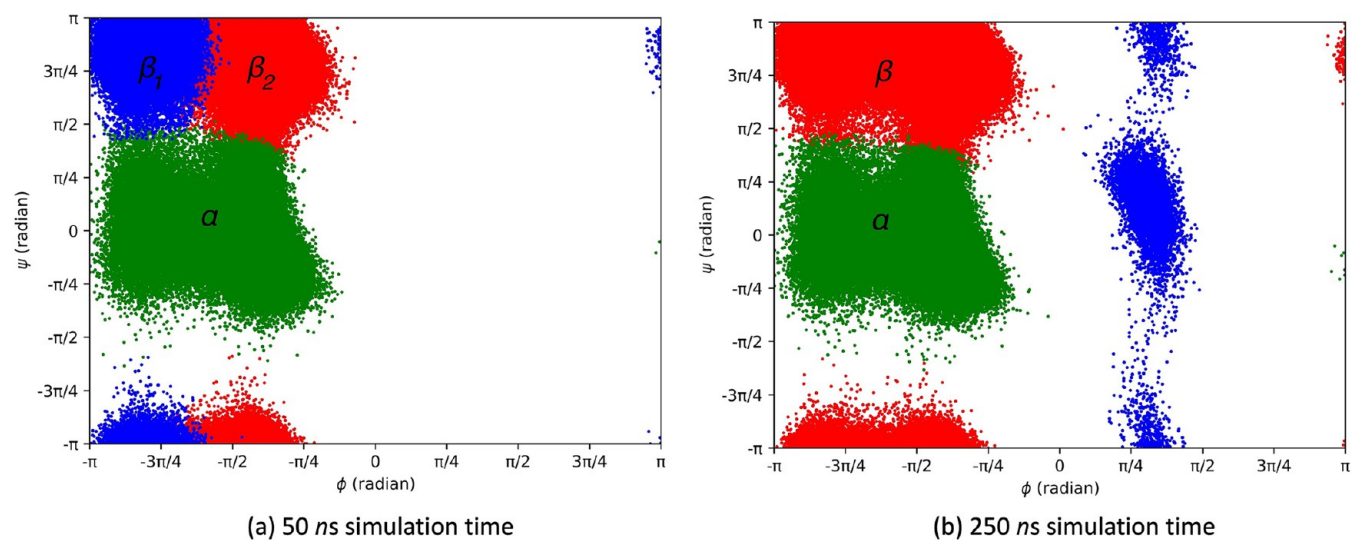 π
3π/4
π/2
π/4
0
-π/4
-π/2
-3π/4
-π
ψ (radian)
β1
β2
α
-π -3π/4 -π/2 -π/4 0 π/4 π/2 3π/4 π
ϕ (radian)
(a) 50 ns simulation time
π
3π/4
π/2
π/4
0
-π/4
-π/2
-3π/4
-π
ψ (radian)
β
α
-π -3π/4 -π/2 -π/4 0 π/4 π/2 3π/4 π
ϕ (radian)
(b) 250 ns simulation time